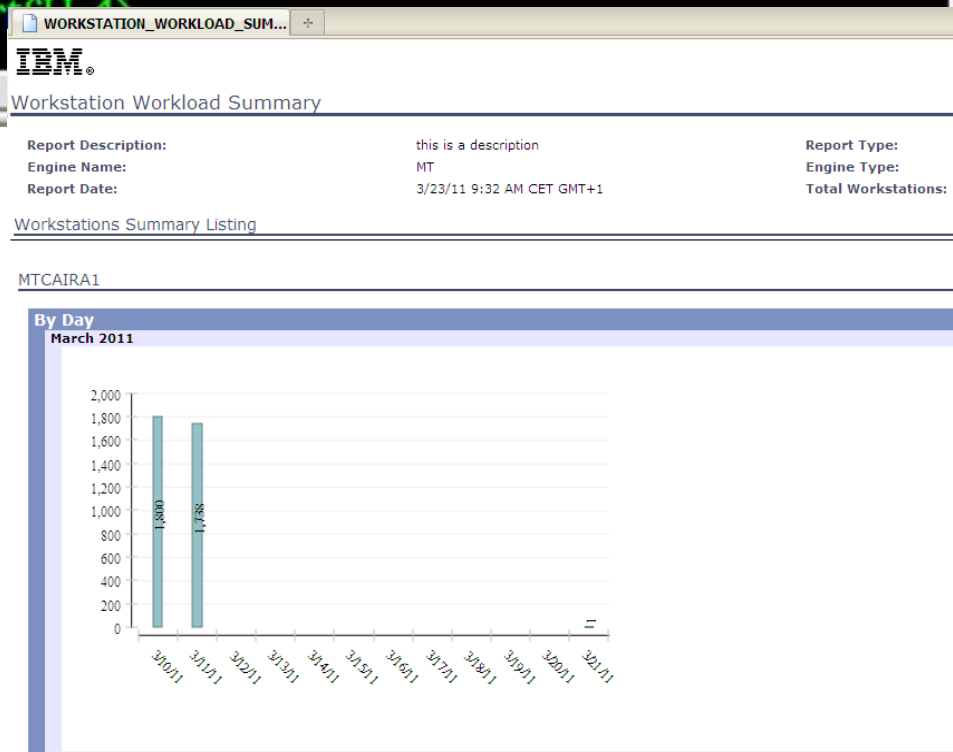 WORKSTATION_WORKLOAD_SUM...
IBM®
Workstation Workload Summary
Report Description: this is a description Report Type:
Engine Name: MT Engine Type:
Report Date: 3/23/11 9:32 AM CET GMT+1 Total Workstations:
Workstations Summary Listing
MTCAIRA1
By Day
March 2011
2,000
1,800
1,600
1,400
1,200
1,000
800
600
400
200
0
1,800
1,738
1
3/10/11 3/11/11 3/12/11 3/13/11 3/14/11 3/15/11 3/16/11 3/17/11 3/18/11 3/19/11 3/20/11 3/21/11